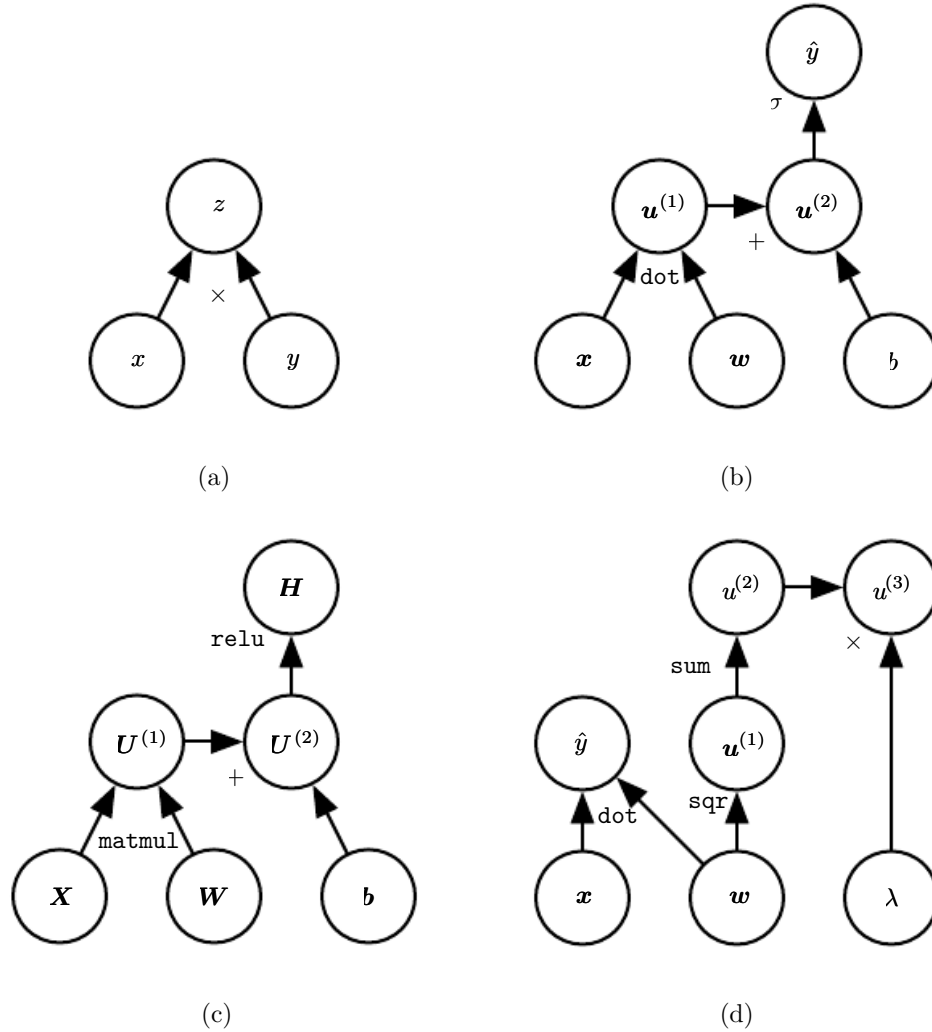 ŷ
σ
z u^(1) u^(2)
× dot +
x y x w b
(a) (b)
H u^(2) u^(3)
relu ×
sum
U^(1) U^(2) ŷ u^(1)
+ sqr
dot
matmul
X W b x w λ
(c) (d)